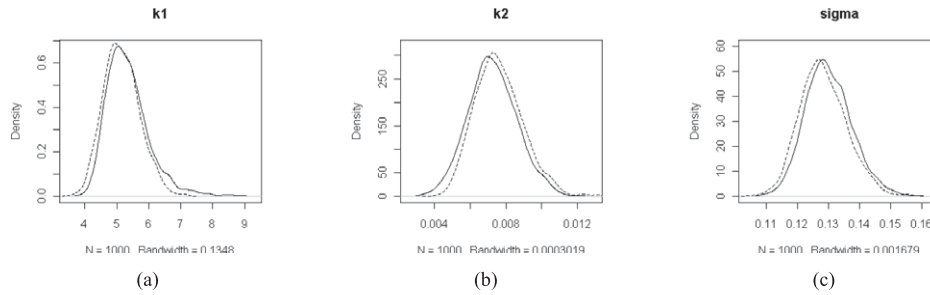 k1
Density
0.0 0.2 0.4 0.6
4 5 6 7 8 9
N = 1000 Bandwidth = 0.1348
(a)
k2
Density
0 50 150 250
0.004 0.008 0.012
N = 1000 Bandwidth = 0.0003019
(b)
sigma
Density
0 10 20 30 40 50 60
0.11 0.12 0.13 0.14 0.15 0.16
N = 1000 Bandwidth = 0.001679
(c)